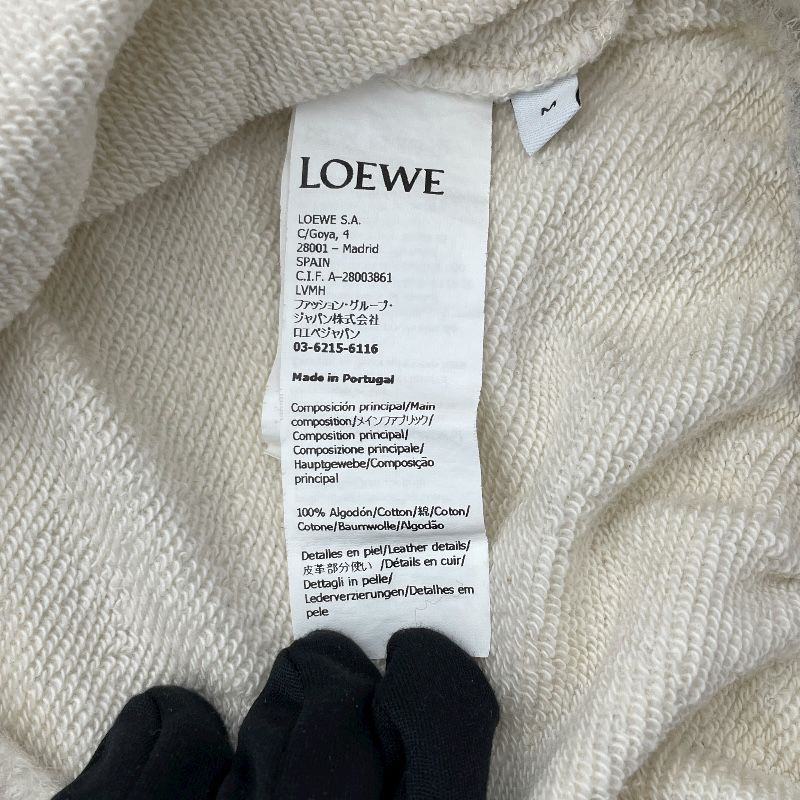 M
LOEWE
LOEWE S.A.
C/Goya, 4
28001 – Madrid
SPAIN
C.I.F. A–28003861
LVMH
ファッション・グループ・
ジャパン株式会社
ロエベジャパン
03-6215-6116
Made in Portugal
Composición principal/Main
composition/メインファブリック/
Composition principal/
Composizione principale/
Hauptgewebe/Composição
principal
100% Algodón/Cotton/綿/Coton/
Cotone/Baumwolle/Algodão
Detalles en piel/Leather details/
皮革部分使い /Détails en cuir/
Dettagli in pelle/
Lederverzierungen/Detalhes em
pele